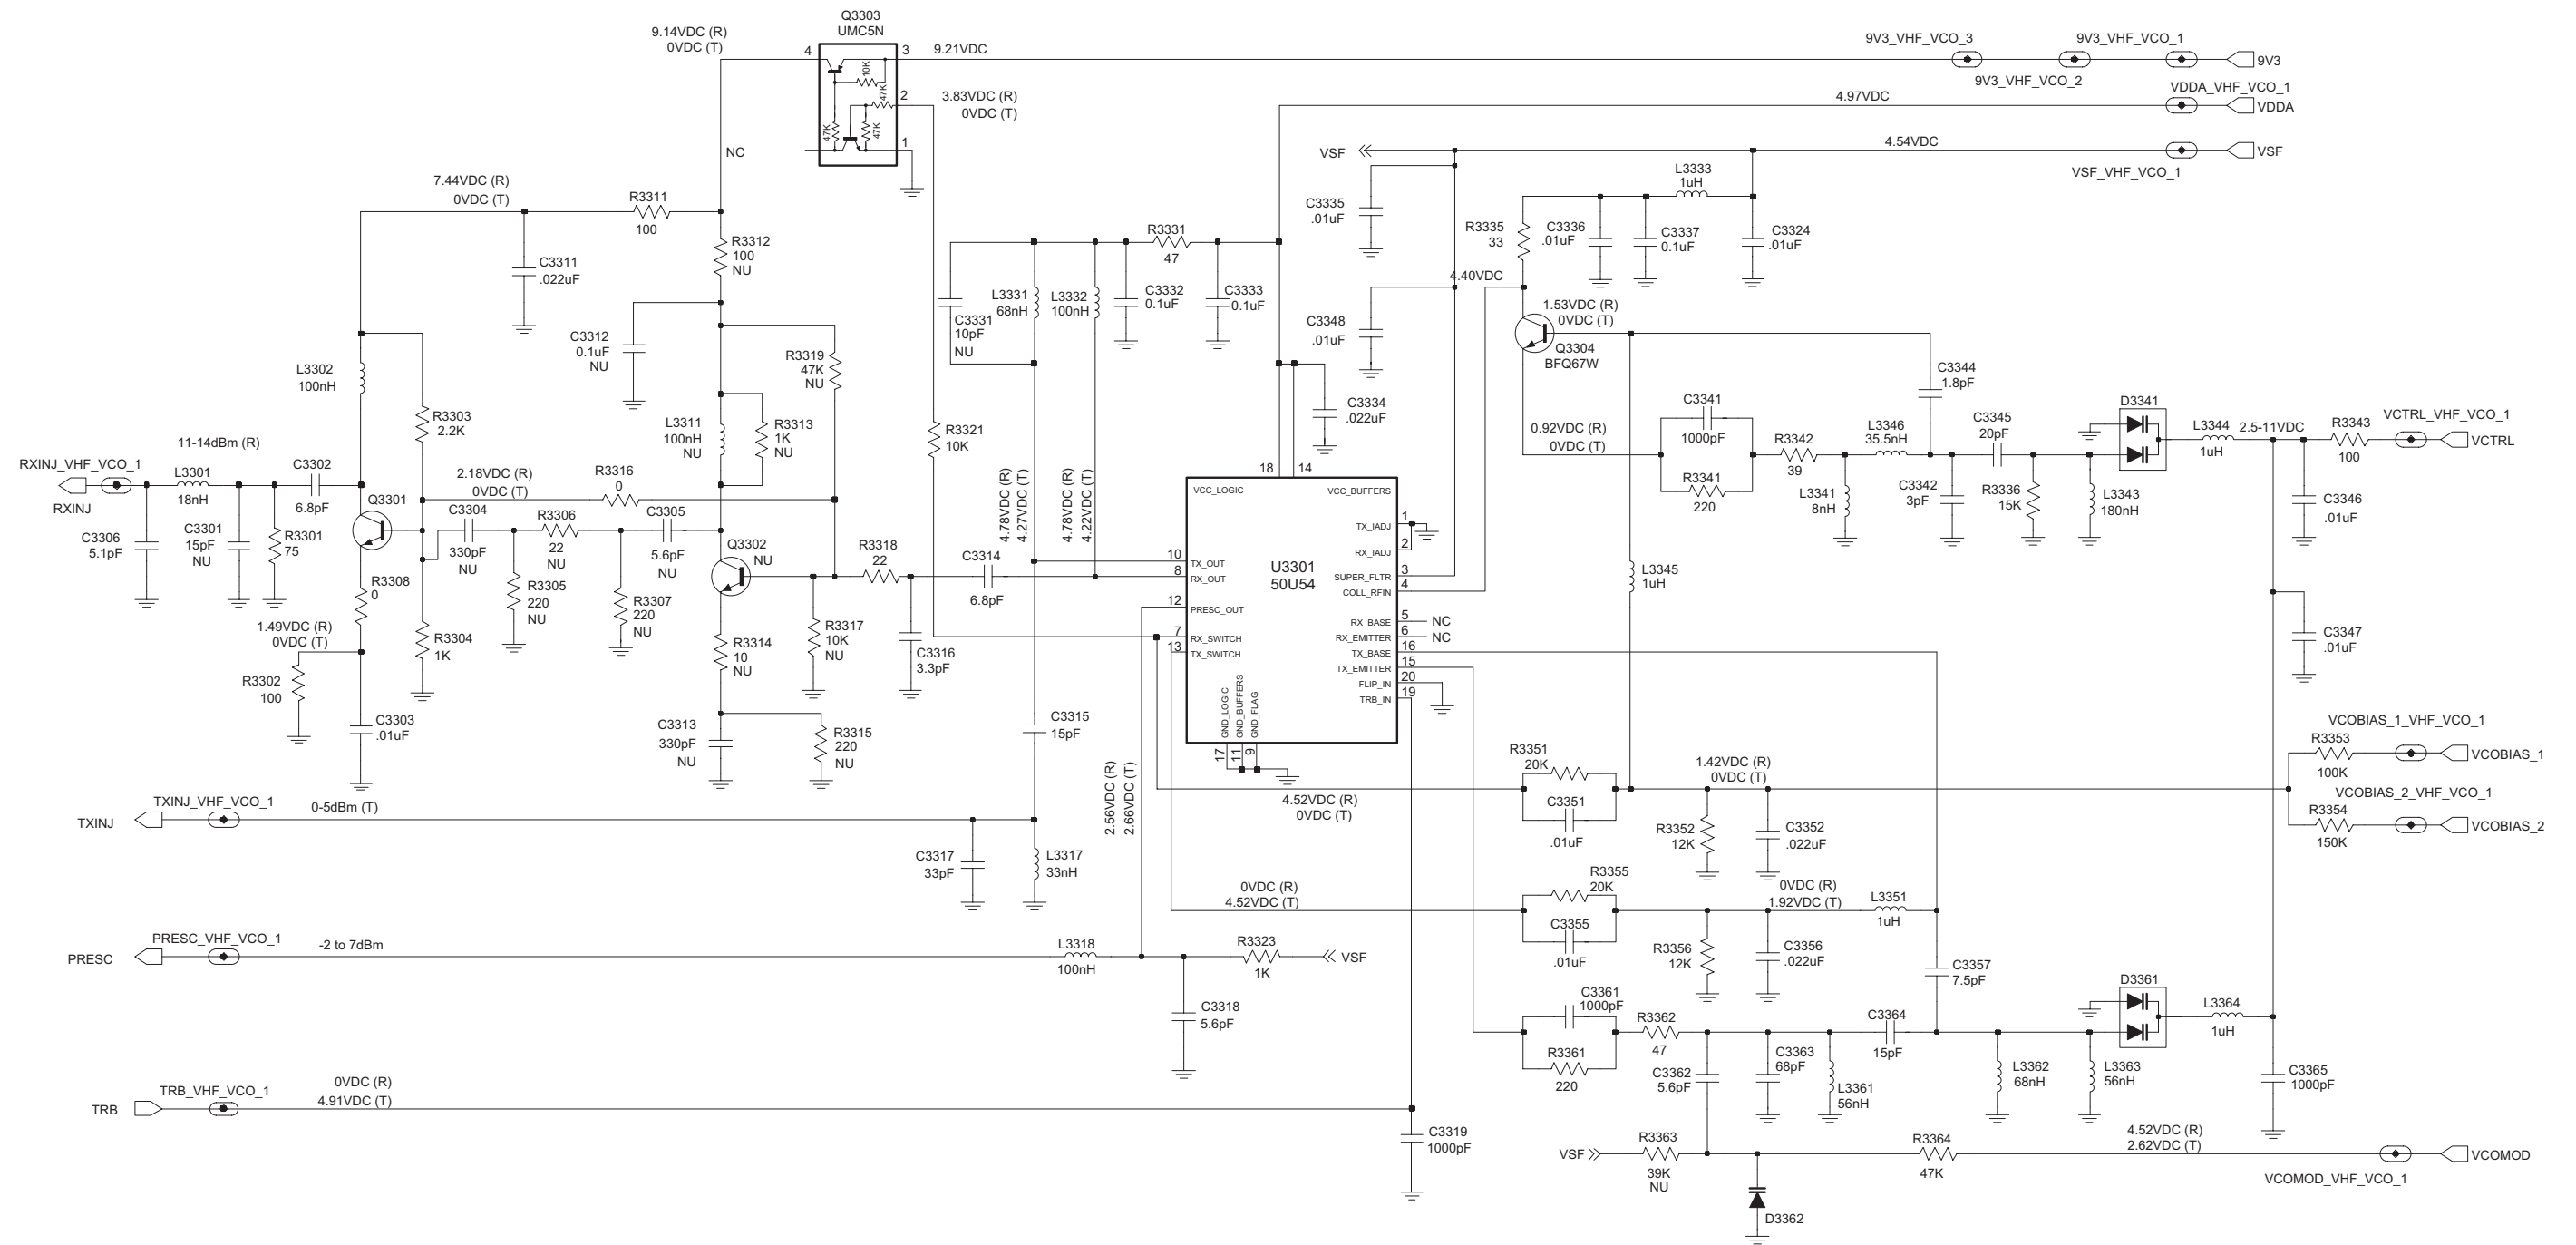 Q3303
UMC5N
9.14VDC (R)
0VDC (T)
4
3
9.21VDC
10K
47K
2
47K
47K
1
3.83VDC (R)
0VDC (T)
NC
9V3_VHF_VCO_3
9V3_VHF_VCO_1
9V3_VHF_VCO_2
9V3
VDDA_VHF_VCO_1
4.97VDC
VDDA
VSF
4.54VDC
VSF
VSF_VHF_VCO_1
7.44VDC (R)
0VDC (T)
R3311
100
R3312
100
NU
C3311
.022uF
C3312
0.1uF
NU
R3319
47K
NU
L3302
100nH
R3303
2.2K
L3311
100nH
NU
R3313
1K
NU
R3321
10K
C3331
10pF
NU
L3331
68nH
L3332
100nH
C3332
0.1uF
R3331
47
C3333
0.1uF
C3335
.01uF
C3348
.01uF
C3334
.022uF
L3333
1uH
R3335
33
C3336
.01uF
C3337
0.1uF
C3324
.01uF
4.40VDC
1.53VDC (R)
0VDC (T)
Q3304
BFQ67W
C3344
1.8pF
0.92VDC (R)
0VDC (T)
C3341
1000pF
R3341
220
R3342
39
L3346
35.5nH
L3341
8nH
C3342
3pF
C3345
20pF
R3336
15K
L3343
180nH
D3341
L3344
1uH
2.5-11VDC
R3343
100
VCTRL_VHF_VCO_1
VCTRL
C3346
.01uF
C3347
.01uF
11-14dBm (R)
RXINJ_VHF_VCO_1
RXINJ
L3301
18nH
C3302
6.8pF
C3306
5.1pF
C3301
15pF
NU
R3301
75
Q3301
2.18VDC (R)
0VDC (T)
R3316
0
C3304
330pF
NU
R3306
22
NU
C3305
5.6pF
NU
R3305
220
NU
R3307
220
NU
Q3302
NU
R3308
0
1.49VDC (R)
0VDC (T)
R3302
100
R3304
1K
C3303
.01uF
R3314
10
NU
R3317
10K
NU
R3318
22
C3314
6.8pF
C3316
3.3pF
C3313
330pF
NU
R3315
220
NU
C3315
15pF
4.78VDC (R)
4.27VDC (T)
4.78VDC (R)
4.22VDC (T)
18
14
VCC_LOGIC
VCC_BUFFERS
U3301
50U54
10
TX_OUT
8
RX_OUT
12
PRESC_OUT
7
RX_SWITCH
13
TX_SWITCH
TX_IADJ
1
RX_IADJ
2
SUPER_FLTR
3
COLL_RFIN
4
RX_BASE
5
NC
RX_EMITTER
6
NC
TX_BASE
16
TX_EMITTER
15
FLIP_IN
20
TRB_IN
19
GND_LOGIC
GND_BUFFERS
GND_FLAG
17
11
9
L3345
1uH
TXINJ_VHF_VCO_1
TXINJ
0-5dBm (T)
C3317
33pF
L3317
33nH
2.56VDC (R)
2.66VDC (T)
4.52VDC (R)
0VDC (T)
R3351
20K
C3351
.01uF
1.42VDC (R)
0VDC (T)
R3352
12K
C3352
.022uF
VCOBIAS_1_VHF_VCO_1
R3353
100K
VCOBIAS_1
VCOBIAS_2_VHF_VCO_1
R3354
150K
VCOBIAS_2
0VDC (R)
4.52VDC (T)
R3355
20K
C3355
.01uF
0VDC (R)
1.92VDC (T)
L3351
1uH
R3356
12K
C3356
.022uF
C3357
7.5pF
PRESC_VHF_VCO_1
PRESC
-2 to 7dBm
L3318
100nH
R3323
1K
VSF
C3318
5.6pF
C3361
1000pF
R3361
220
R3362
47
C3362
5.6pF
C3363
68pF
L3361
56nH
C3364
15pF
L3362
68nH
L3363
56nH
D3361
L3364
1uH
C3365
1000pF
TRB_VHF_VCO_1
TRB
0VDC (R)
4.91VDC (T)
C3319
1000pF
VSF
R3363
39K
NU
D3362
R3364
47K
4.52VDC (R)
2.62VDC (T)
VCOMOD
VCOMOD_VHF_VCO_1